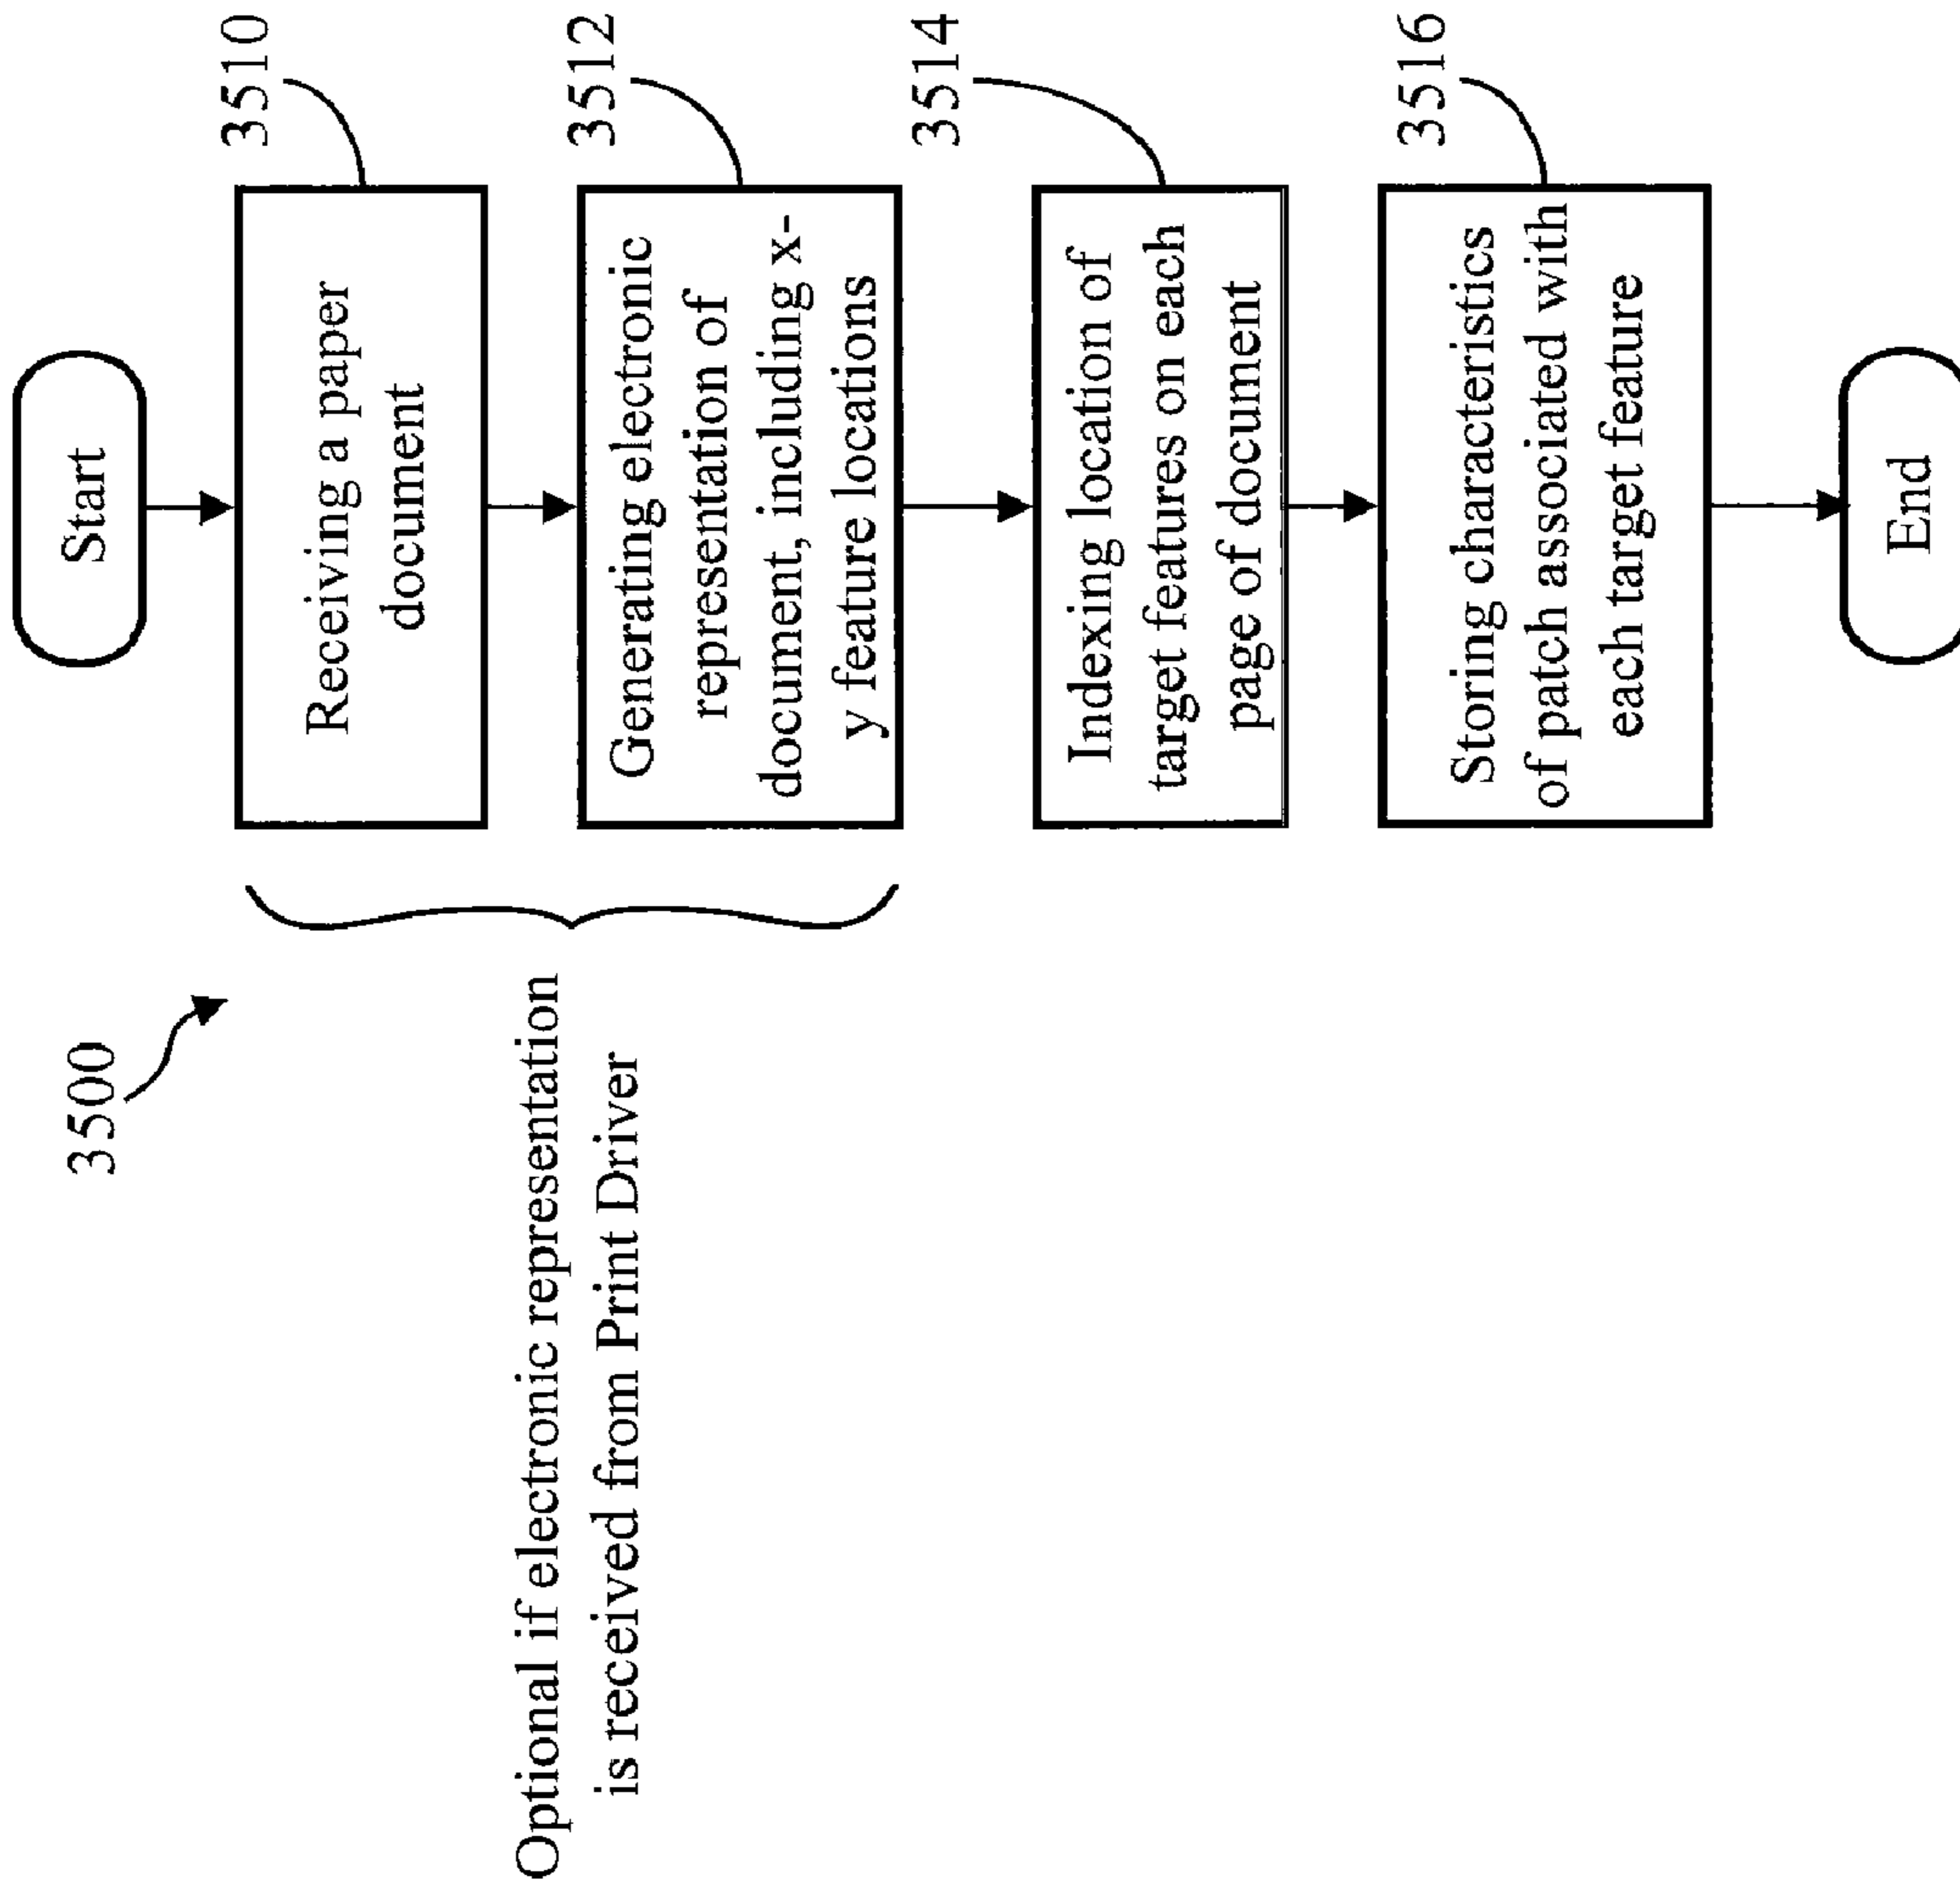 3500
Start
3510
Receiving a paper
document
3512
Generating electronic
representation of
document, including x-
y feature locations
Optional if electronic representation
is received from Print Driver
3514
Indexing location of
target features on each
page of document
3516
Storing characteristics
of patch associated with
each target feature
End